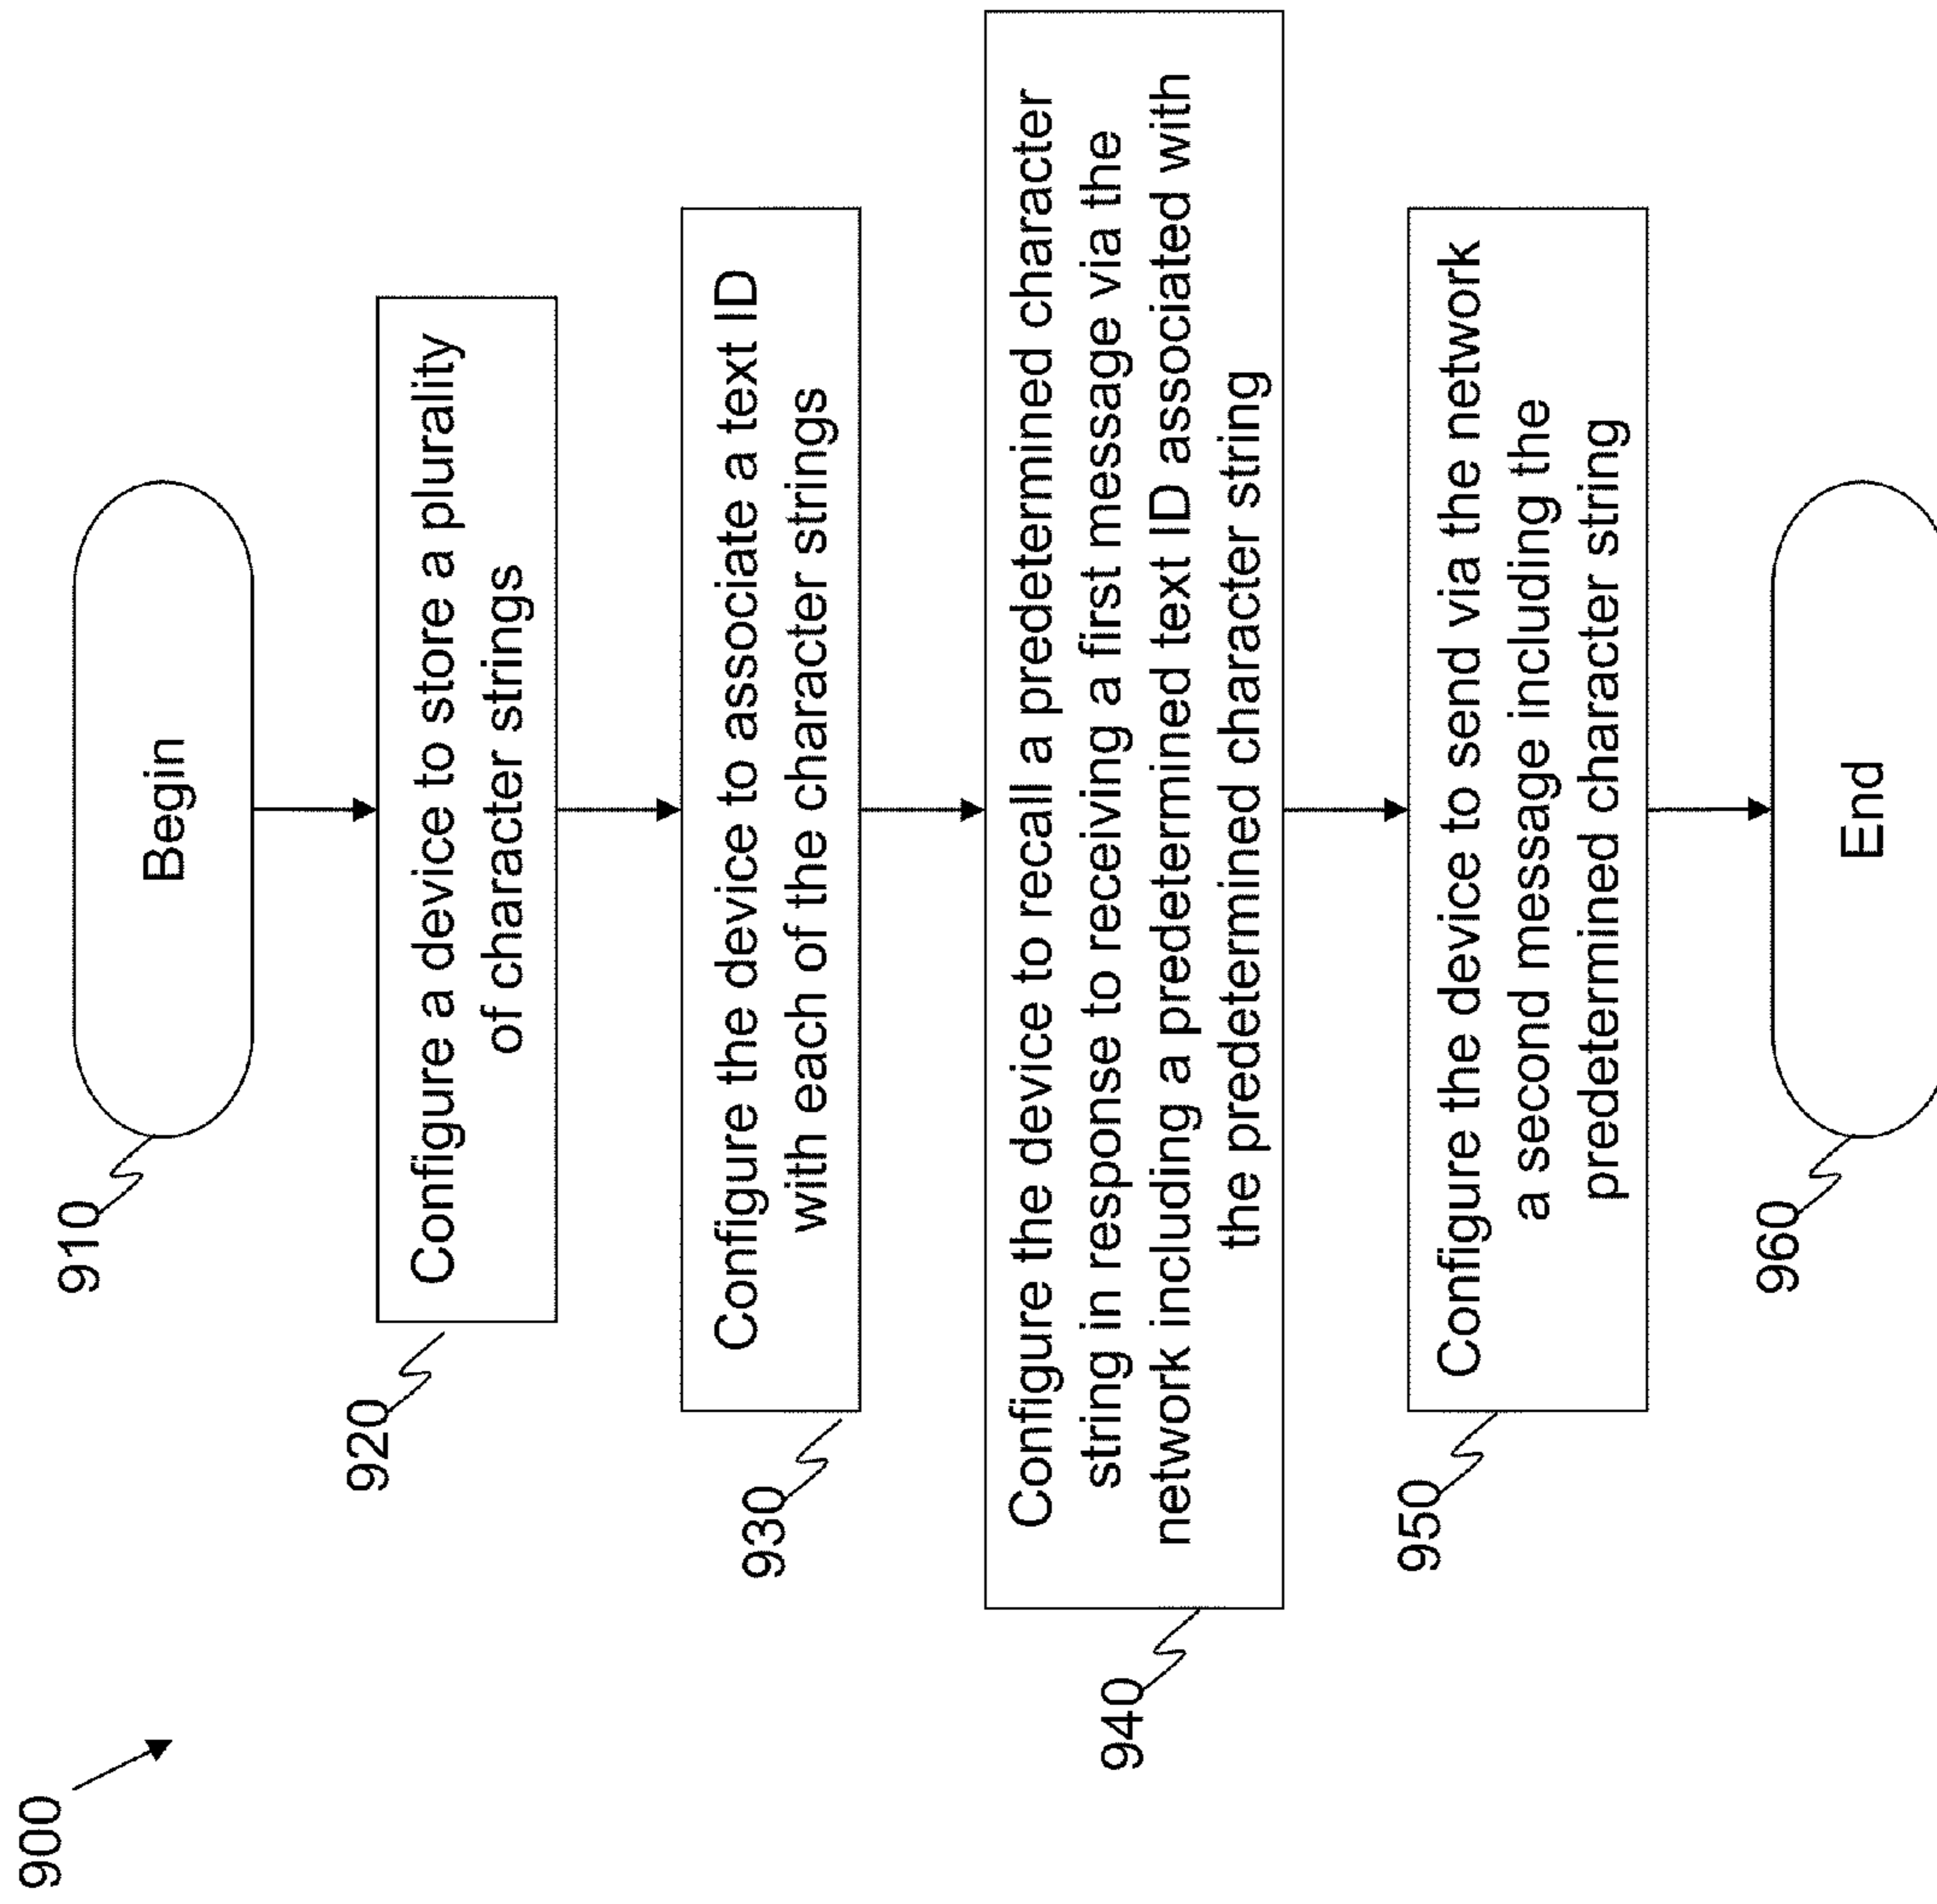 900
910
Begin
920
Configure a device to store a plurality
of character strings
930
Configure the device to associate a text ID
with each of the character strings
940
Configure the device to recall a predetermined character
string in response to receiving a first message via the
network including a predetermined text ID associated with
the predetermined character string
950
Configure the device to send via the network
a second message including the
predetermined character string
960
End